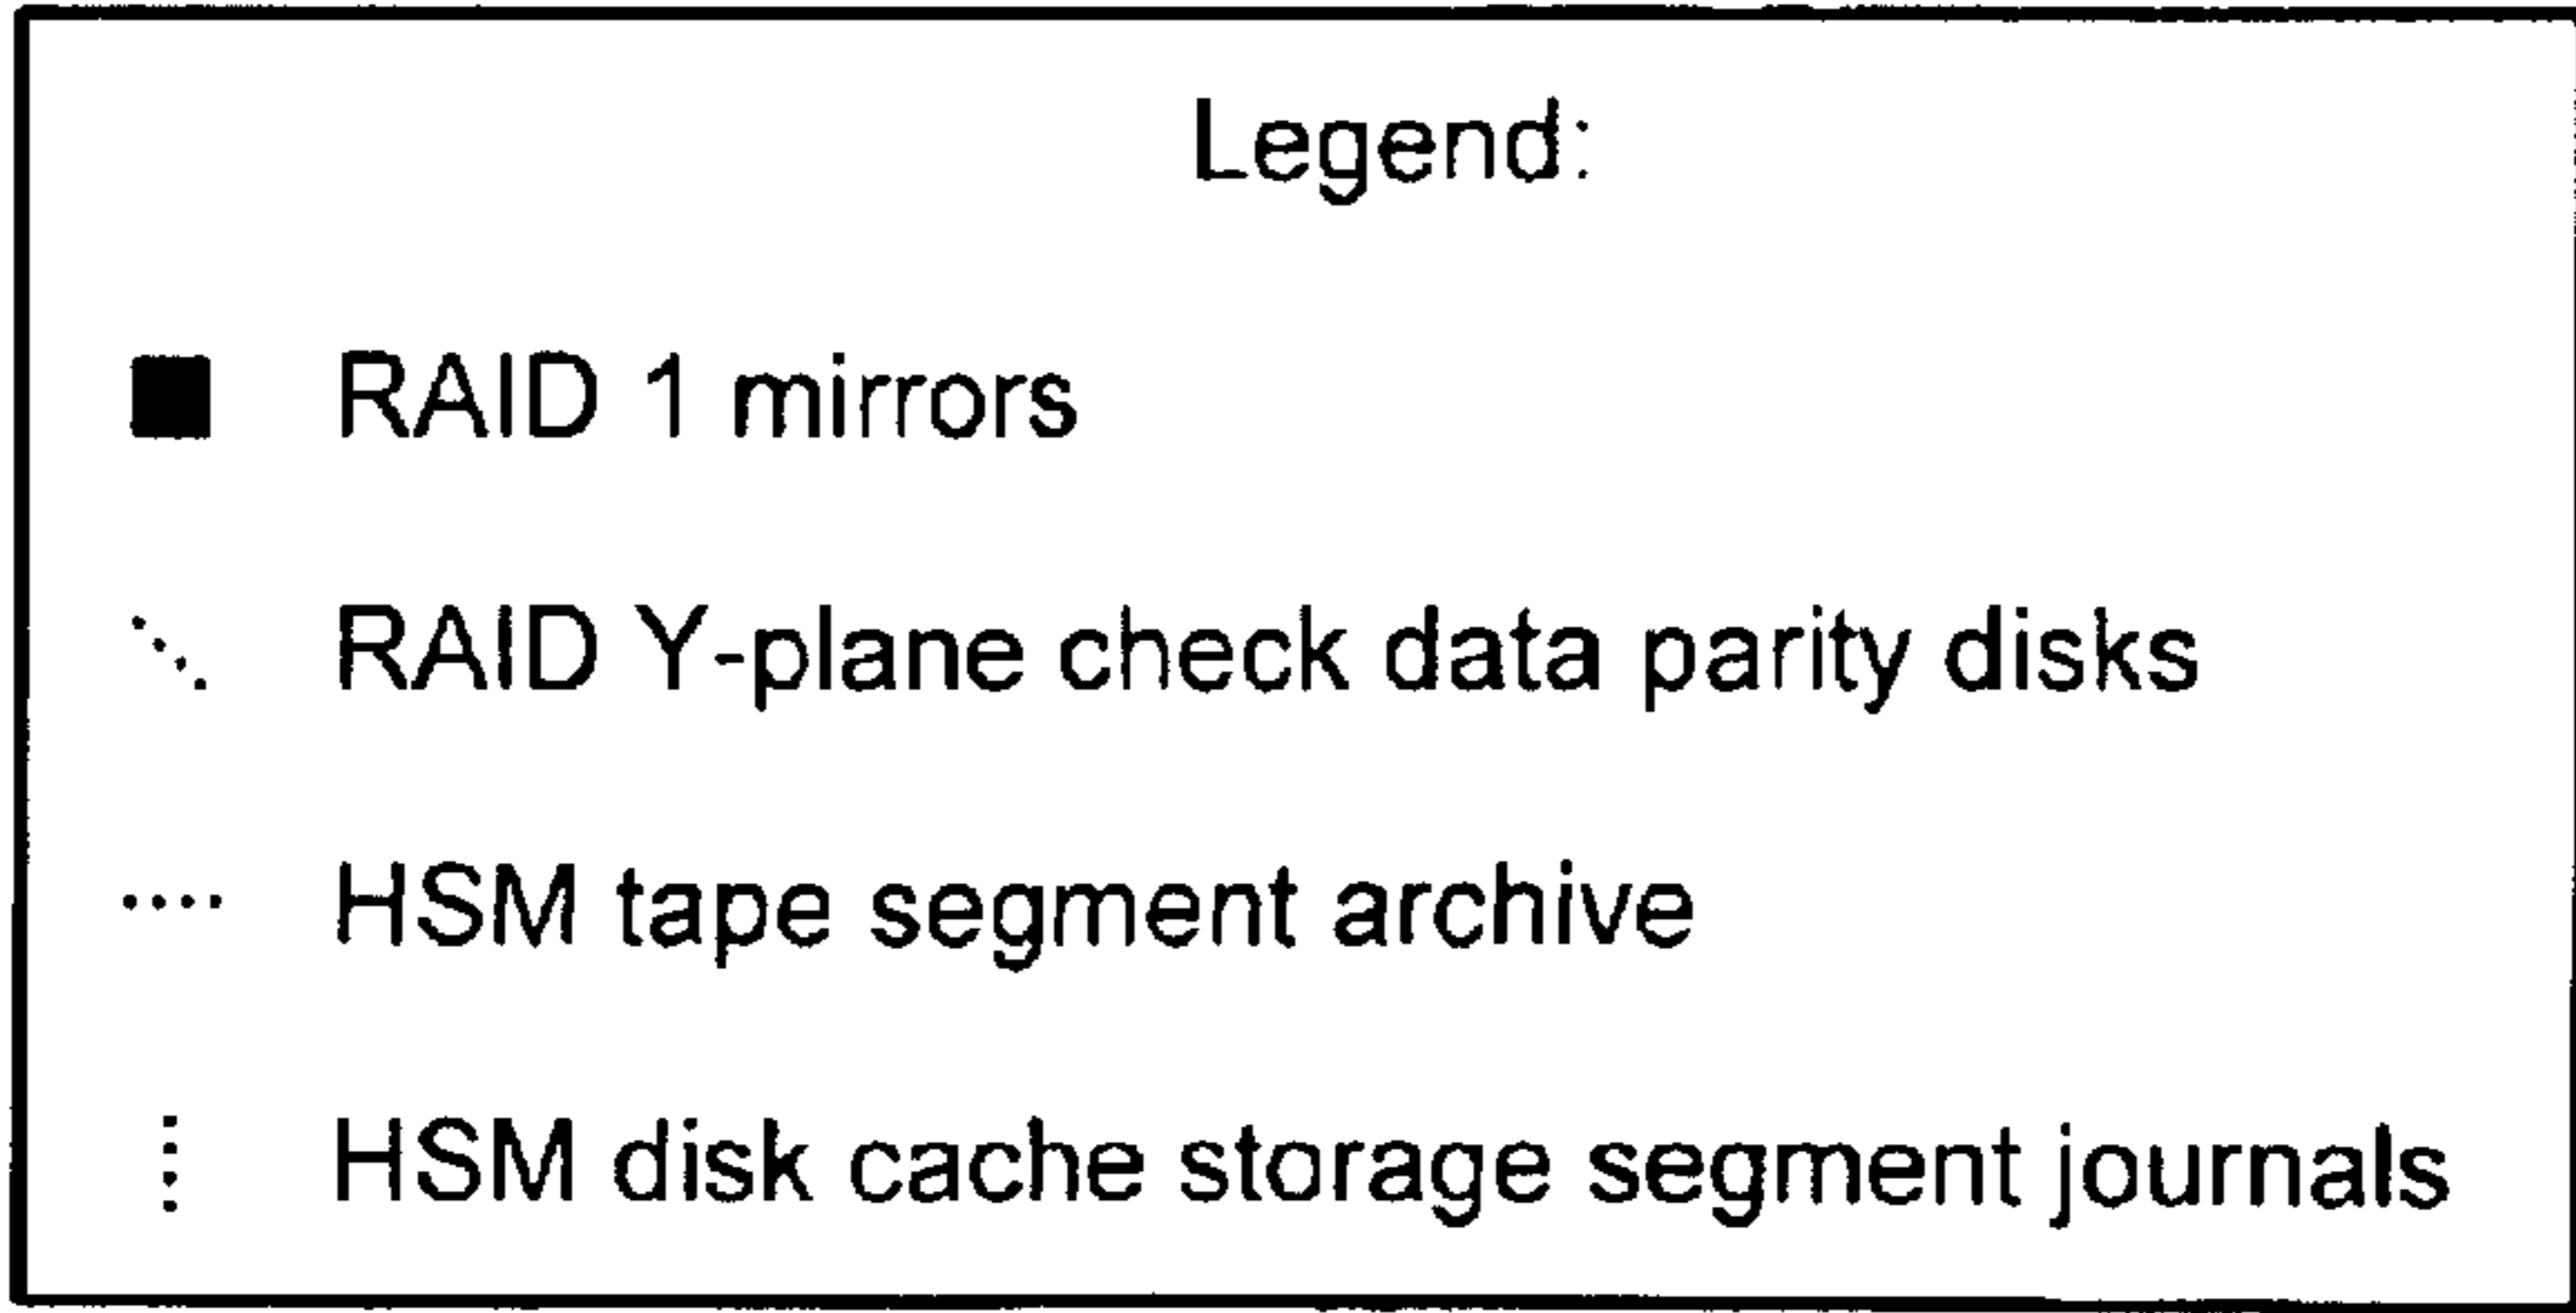 Legend:
RAID 1 mirrors
RAID Y-plane check data parity disks
HSM tape segment archive
HSM disk cache storage segment journals